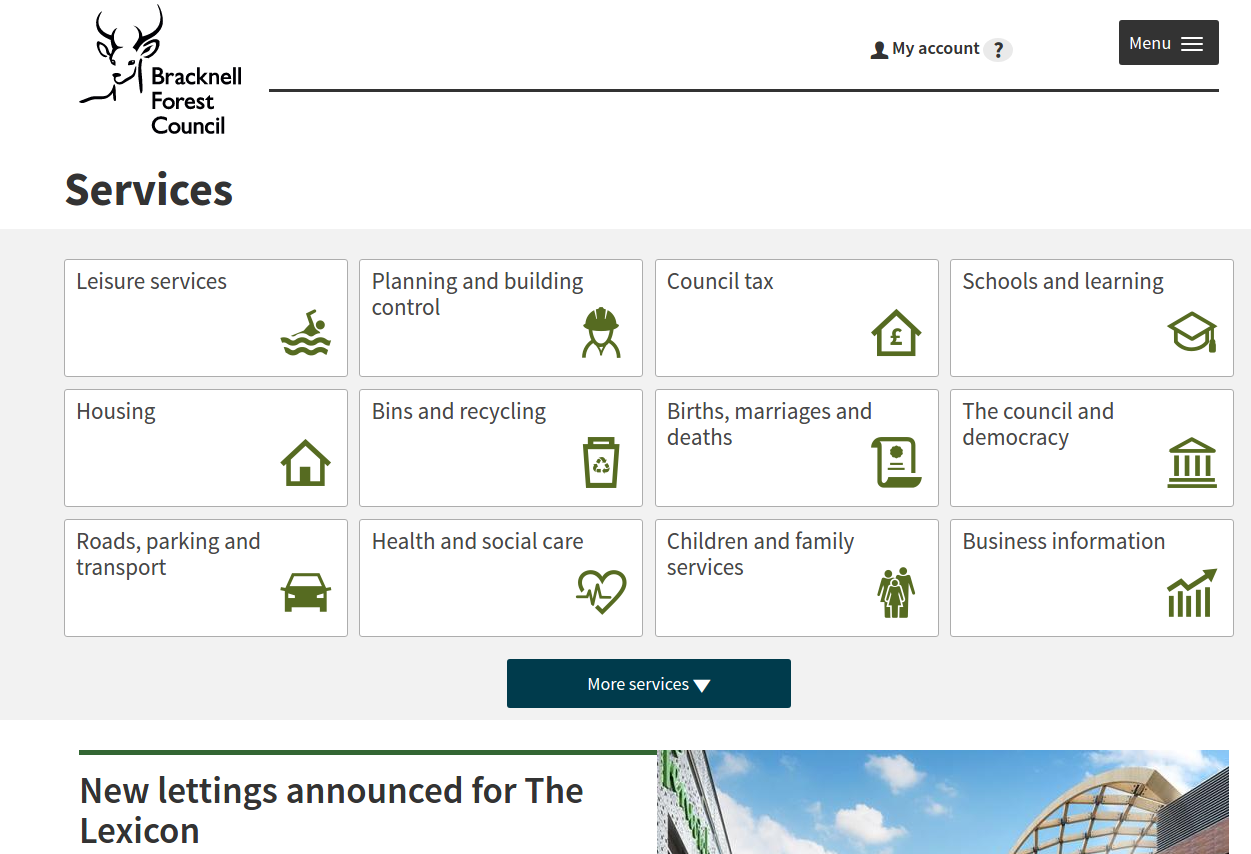 Bracknell
Forest
Council
My account ?
Menu
Services
Leisure services
Planning and building
control
Council tax
£
Schools and learning
Housing
Bins and recycling
Births, marriages and
deaths
The council and
democracy
Roads, parking and
transport
Health and social care
Children and family
services
Business information
More services
New lettings announced for The
Lexicon